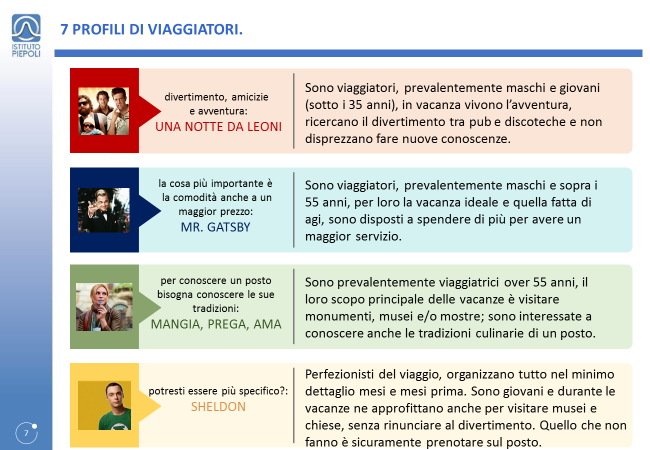 ISTITUTO
PIEPOLI
7 PROFILI DI VIAGGIATORI.
divertimento, amicizie
e avventura:
UNA NOTTE DA LEONI
Sono viaggiatori, prevalentemente maschi e giovani
(sotto i 35 anni), in vacanza vivono l'avventura,
ricercano il divertimento tra pub e discoteche e non
disprezzano fare nuove conoscenze.
la cosa più importante è
la comodità anche a un
maggior prezzo:
MR. GATSBY
Sono viaggiatori, prevalentemente maschi e sopra i
55 anni, per loro la vacanza ideale e quella fatta di
agi, sono disposti a spendere di più per avere un
maggior servizio.
per conoscere un posto
bisogna conoscere le sue
tradizioni:
MANGIA, PREGA, AMA
Sono prevalentemente viaggiatrici over 55 anni, il
loro scopo principale delle vacanze è visitare
monumenti, musei e/o mostre; sono interessate a
conoscere anche le tradizioni culinarie di un posto.
potresti essere più specifico?:
SHELDON
Perfezionisti del viaggio, organizzano tutto nel minimo
dettaglio mesi e mesi prima. Sono giovani e durante le
vacanze ne approfittano anche per visitare musei e
chiese, senza rinunciare al divertimento. Quello che non
fanno è sicuramente prenotare sul posto.
7